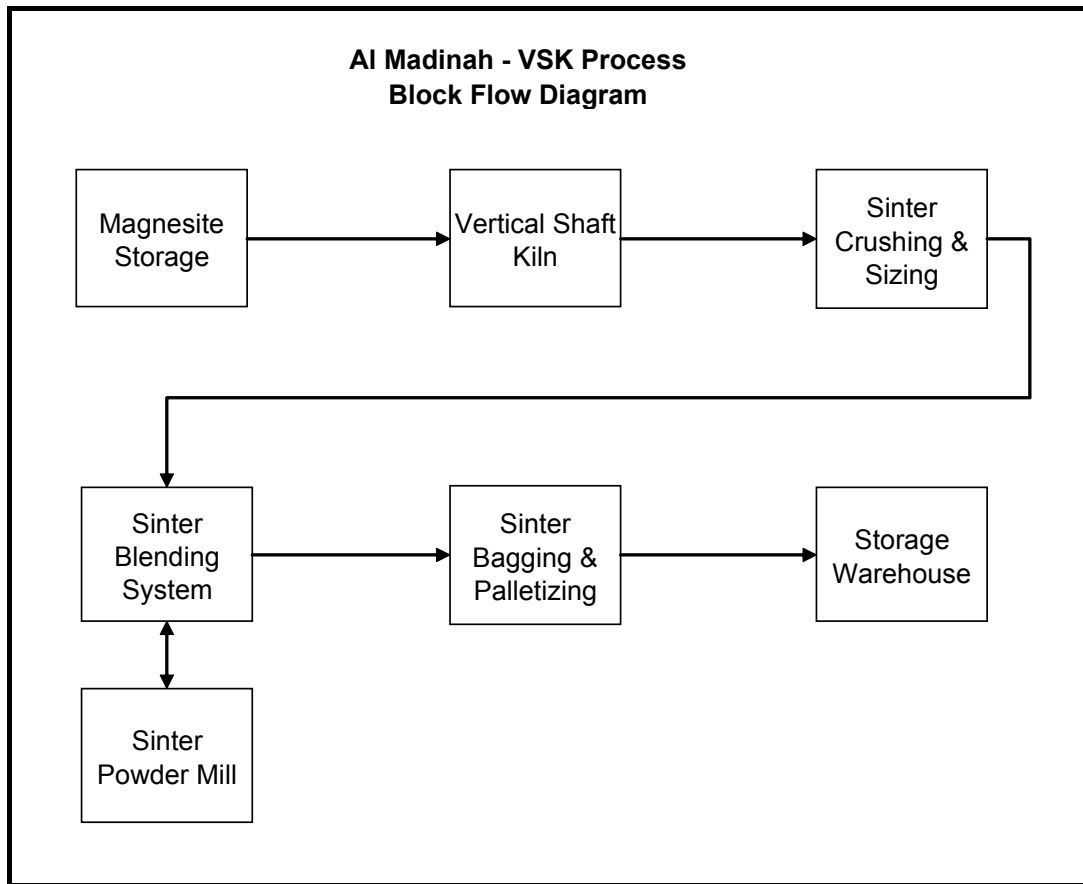 Al Madinah - VSK Process
Block Flow Diagram
Magnesite
Storage
Vertical Shaft
Kiln
Sinter
Crushing &
Sizing
Sinter
Blending
System
Sinter
Bagging &
Palletizing
Storage
Warehouse
Sinter
Powder Mill